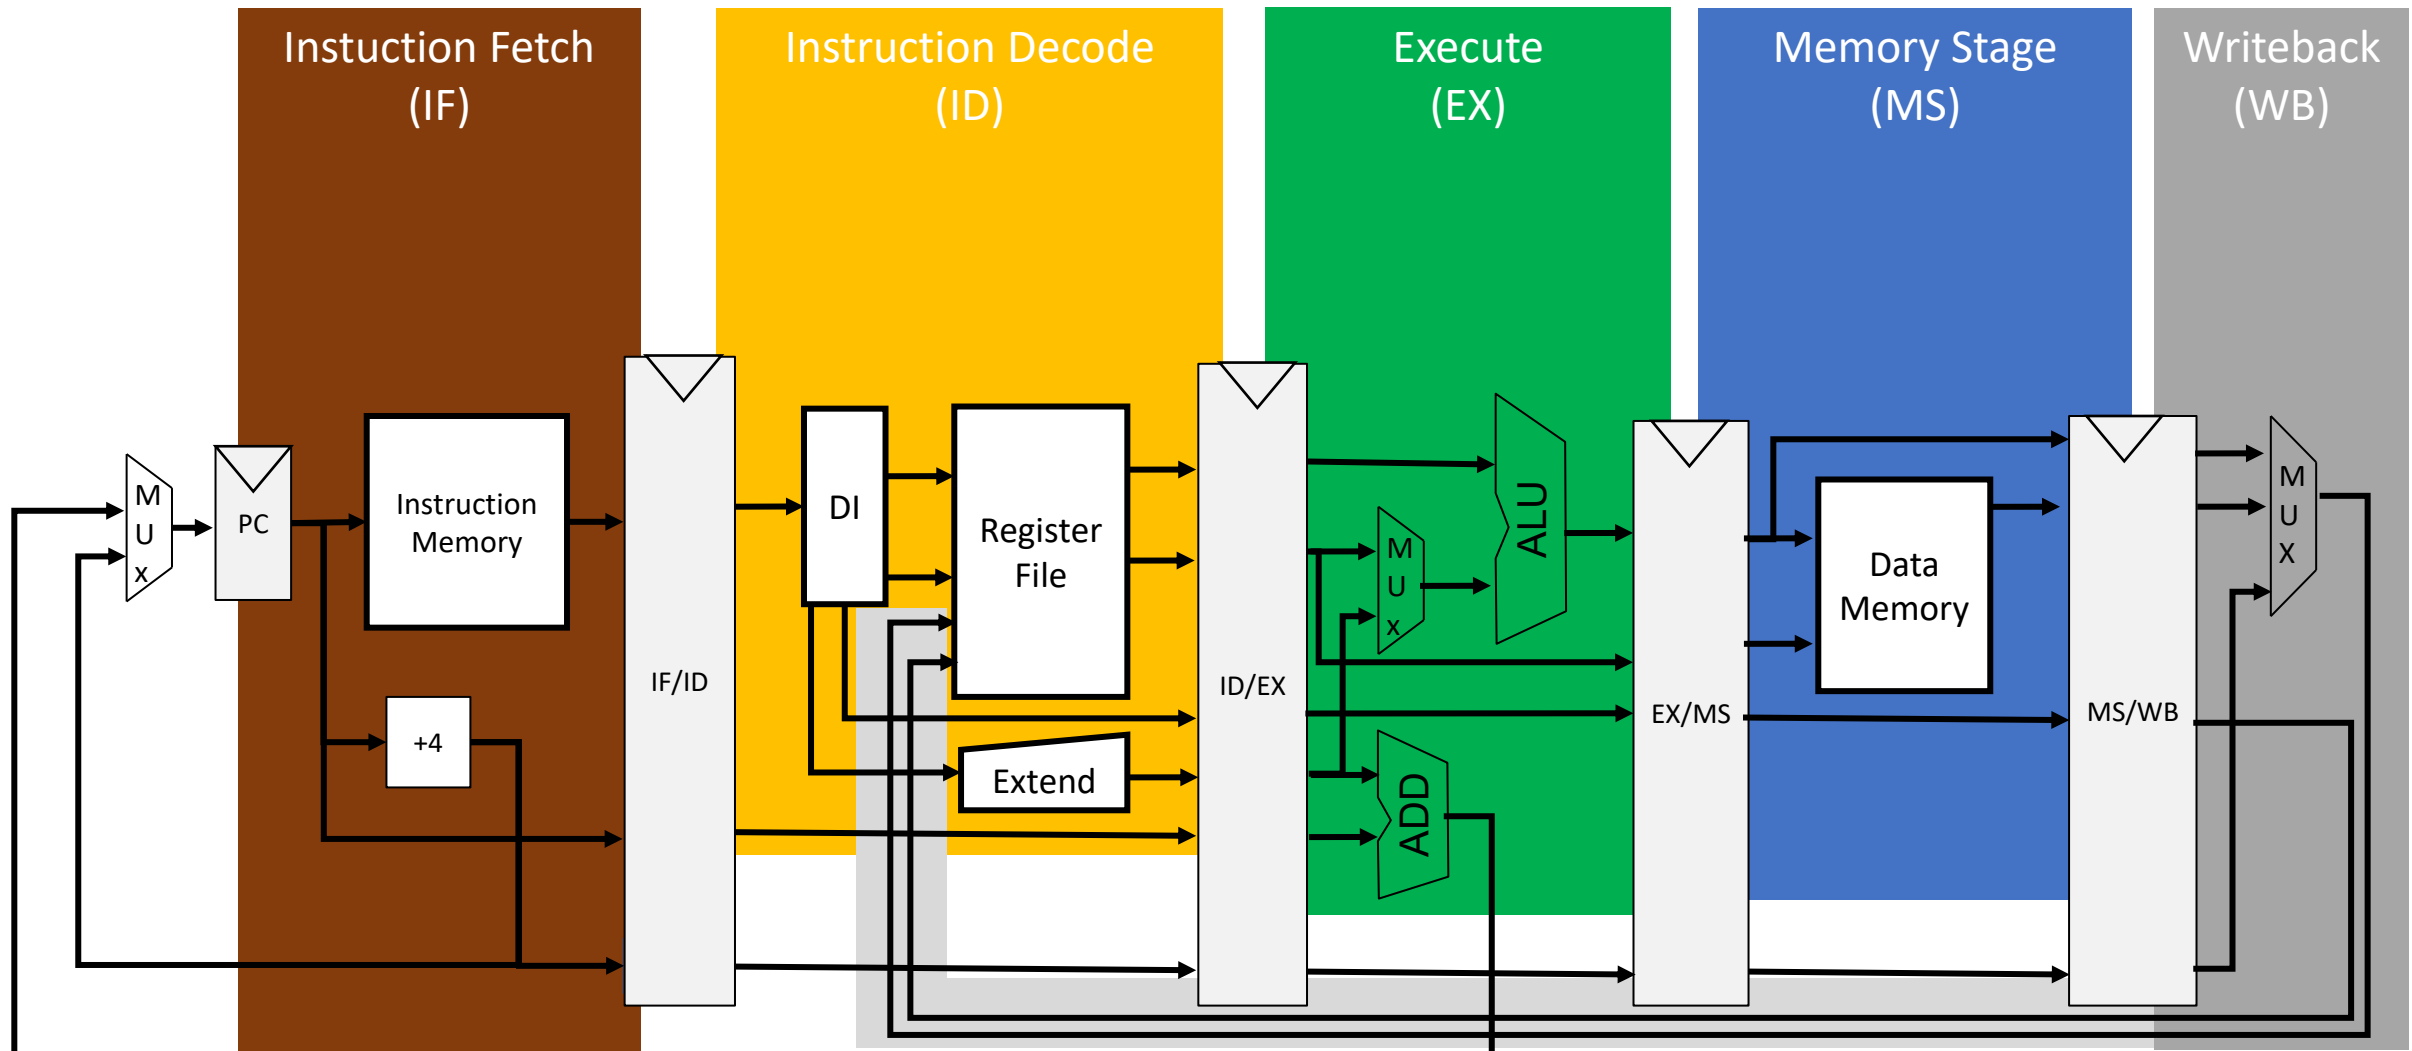 Instuction Fetch
(IF)
Instruction Decode
(ID)
Execute
(EX)
Memory Stage
(MS)
Writeback
(WB)
M
U
x
PC
Instruction
Memory
+4
IF/ID
DI
Register
File
Extend
ID/EX
M
U
x
ALU
ADD
EX/MS
Data
Memory
MS/WB
M
U
X